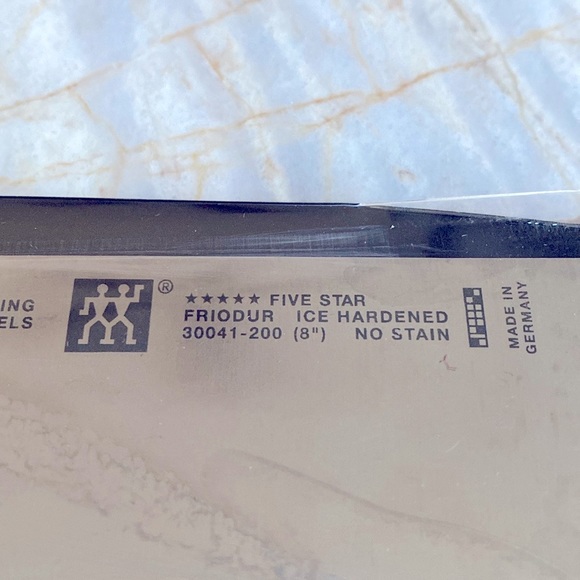 ING
ELS
®
★★★★★ FIVE STAR
FRIODUR ICE HARDENED
30041-200 (8") NO STAIN
MADE IN
GERMANY